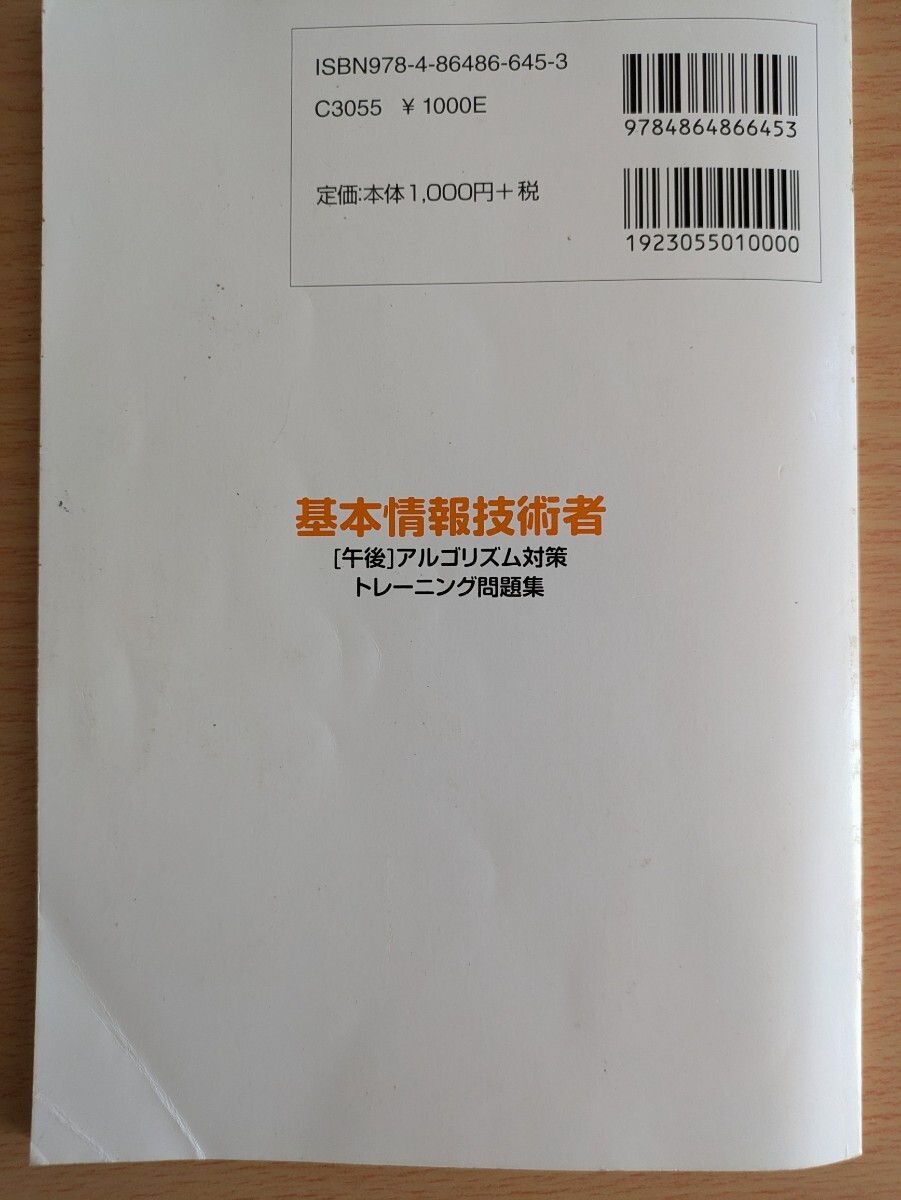 ISBN978-4-86486-645-3
C3055 ¥1000E
9784864866453
定価:本体1,000円+税
1923055010000
基本情報技術者
[午後]アルゴリズム対策
トレーニング問題集